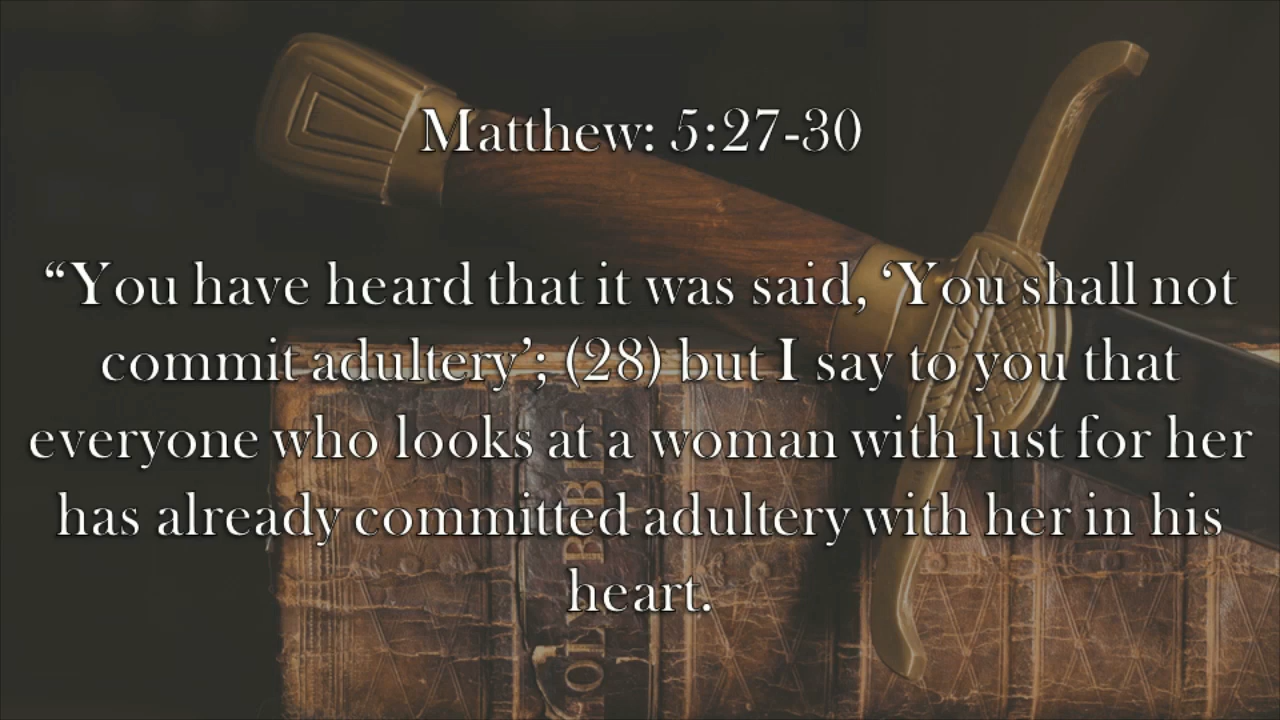 Matthew: 5:27-30
“You have heard that it was said, ‘You shall not
commit adultery’; (28) but I say to you that
everyone who looks at a woman with lust for her
has already committed adultery with her in his
heart.
HOLY BIBLE